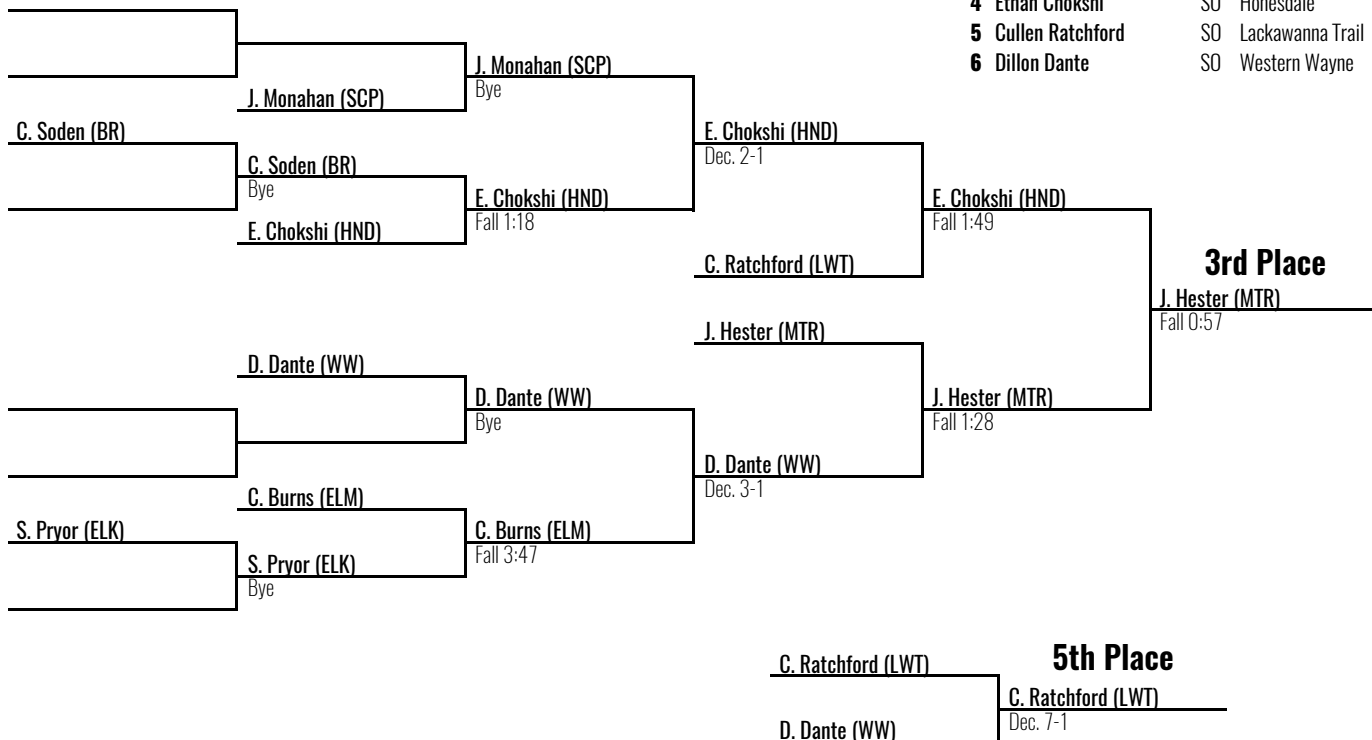 4 Ethan Chokshi SO Honesdale
5 Cullen Ratchford SO Lackawanna Trail
6 Dillon Dante SO Western Wayne
J. Monahan (SCP)
J. Monahan (SCP)
Bye
C. Soden (BR)
C. Soden (BR)
Bye
E. Chokshi (HND)
E. Chokshi (HND)
Fall 1:18
E. Chokshi (HND)
Dec. 2-1
C. Ratchford (LWT)
E. Chokshi (HND)
Fall 1:49
3rd Place
J. Hester (MTR)
Fall 0:57
J. Hester (MTR)
J. Hester (MTR)
Fall 1:28
D. Dante (WW)
D. Dante (WW)
Bye
D. Dante (WW)
Dec. 3-1
C. Burns (ELM)
C. Burns (ELM)
Fall 3:47
S. Pryor (ELK)
S. Pryor (ELK)
Bye
5th Place
C. Ratchford (LWT)
C. Ratchford (LWT)
Dec. 7-1
D. Dante (WW)